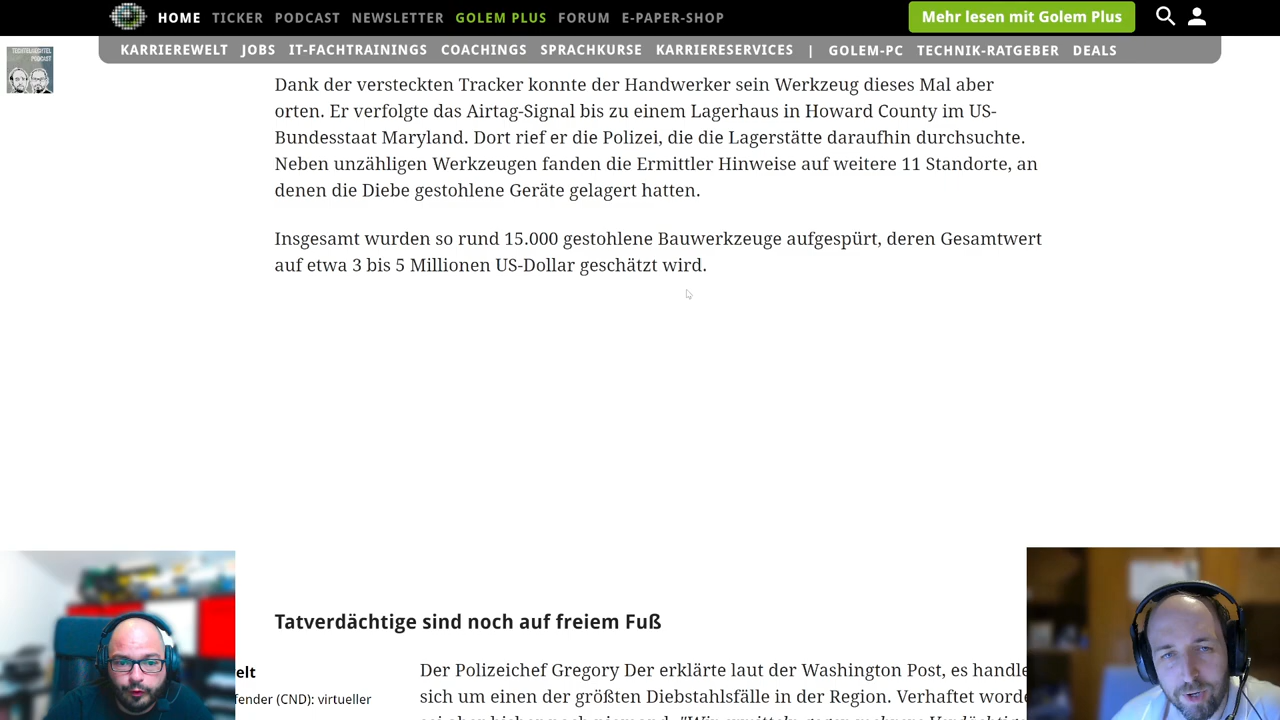 HOME TICKER PODCAST NEWSLETTER GOLEM PLUS FORUM E-PAPER-SHOP Mehr lesen mit Golem Plus
KARRIEREWELT JOBS IT-FACHTRAININGS COACHINGS SPRACHKURSE KARRIERESERVICES | GOLEM-PC TECHNIK-RATGEBER DEALS
TECHTELMECHTEL
PODCAST
Dank der versteckten Tracker konnte der Handwerker sein Werkzeug dieses Mal aber
orten. Er verfolgte das Airtag-Signal bis zu einem Lagerhaus in Howard County im US-
Bundesstaat Maryland. Dort rief er die Polizei, die die Lagerstätte daraufhin durchsuchte.
Neben unzähligen Werkzeugen fanden die Ermittler Hinweise auf weitere 11 Standorte, an
denen die Diebe gestohlene Geräte gelagert hatten.
Insgesamt wurden so rund 15.000 gestohlene Bauwerkzeuge aufgespürt, deren Gesamtwert
auf etwa 3 bis 5 Millionen US-Dollar geschätzt wird.
Tatverdächtige sind noch auf freiem Fuß
elt
fender (CND): virtueller
Der Polizeichef Gregory Der erklärte laut der Washington Post, es handle
sich um einen der größten Diebstahlsfälle in der Region. Verhaftet worde